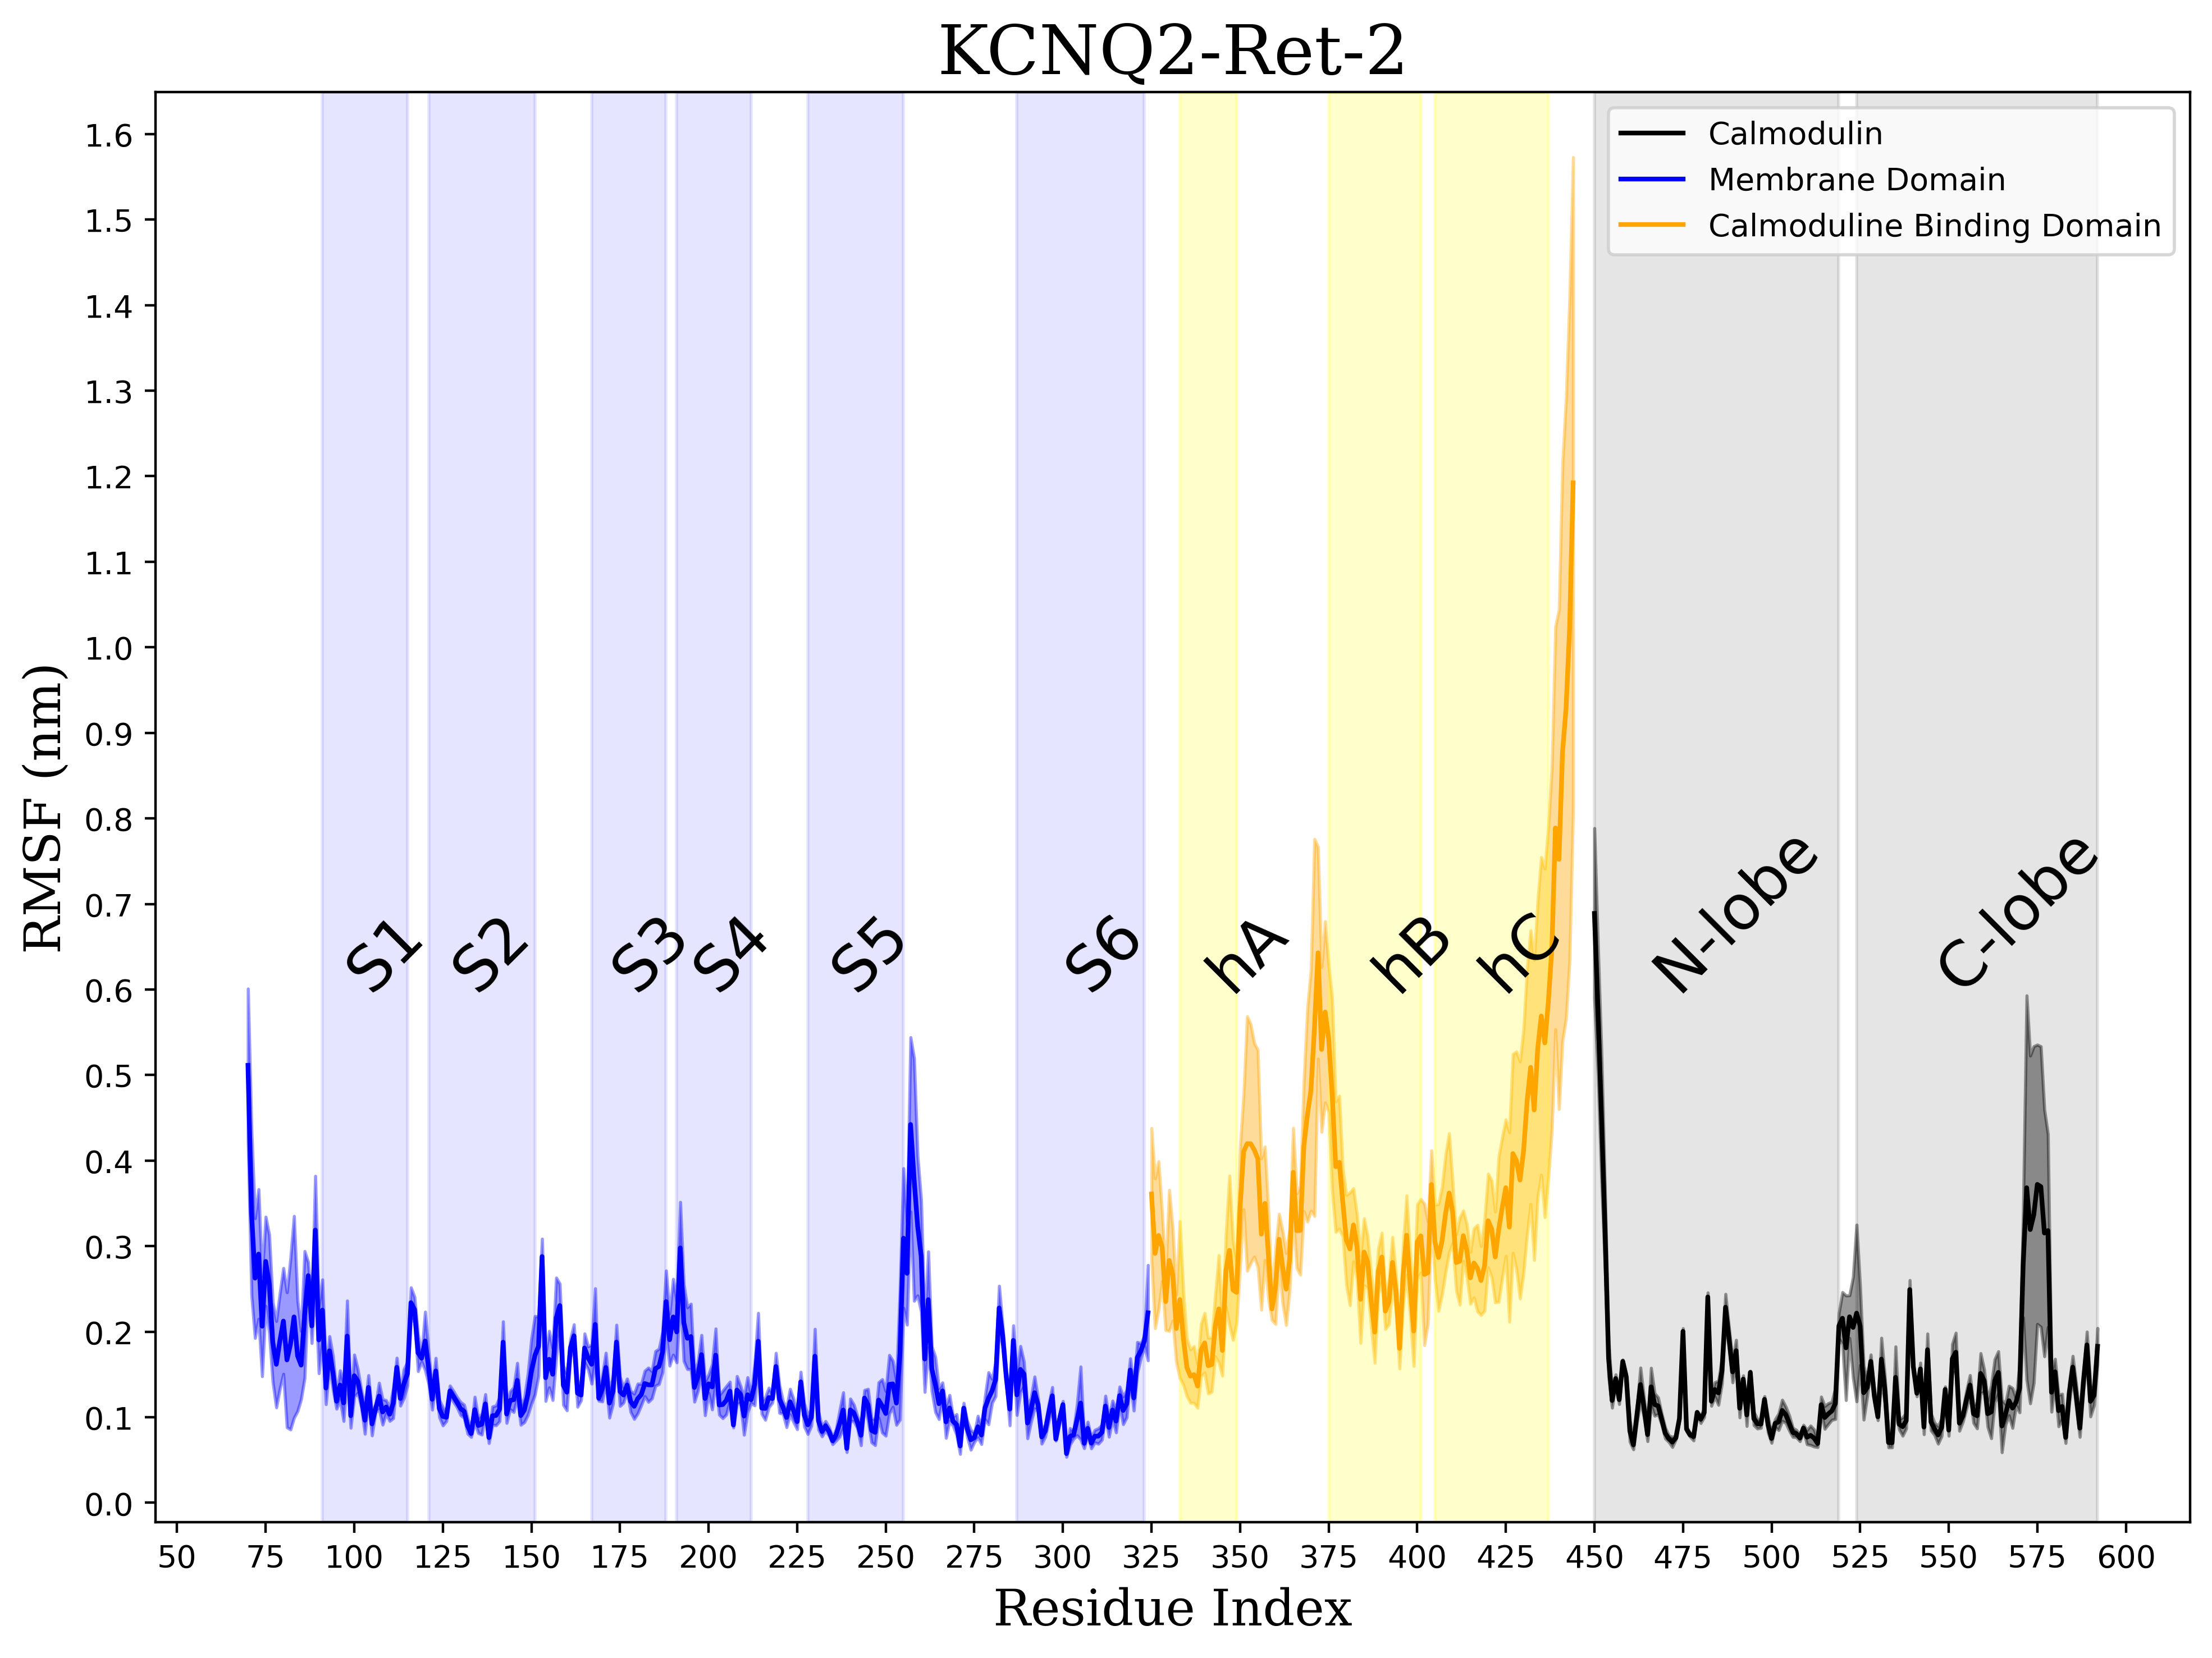 KCNQ2-Ret-2
Calmodulin
Membrane Domain
Calmoduline Binding Domain
RMSF (nm)
1.6
1.5
1.4
1.3
1.2
1.1
1.0
0.9
0.8
0.7
0.6
0.5
0.4
0.3
0.2
0.1
0.0
S1 S2 S3 S4 S5 S6 hA hB hC N-lobe C-lobe
50 75 100 125 150 175 200 225 250 275 300 325 350 375 400 425 450 475 500 525 550 575 600
Residue Index